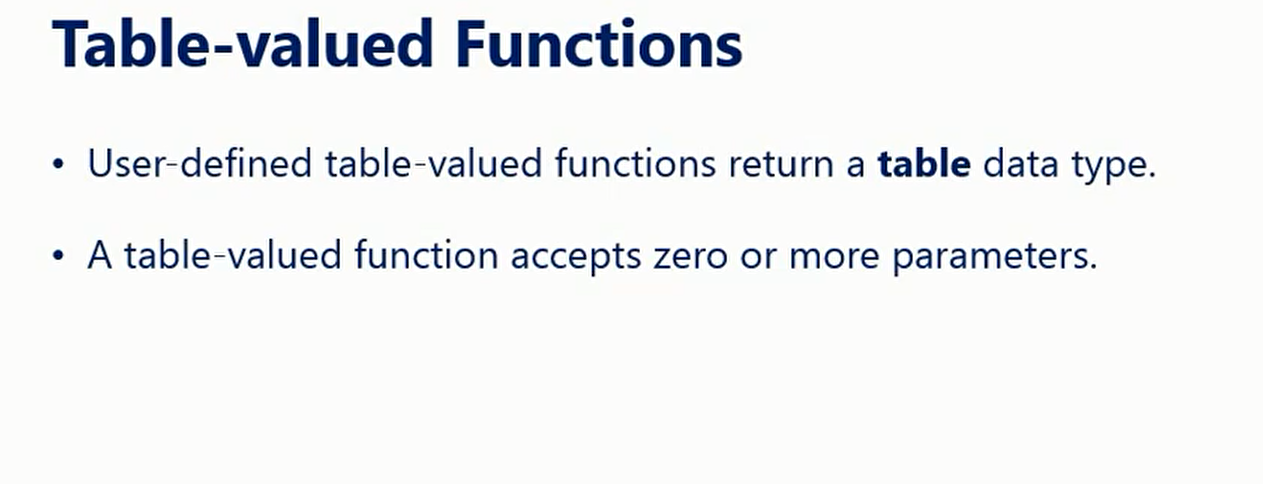 Table-valued Functions
• User-defined table-valued functions return a table data type.
• A table-valued function accepts zero or more parameters.